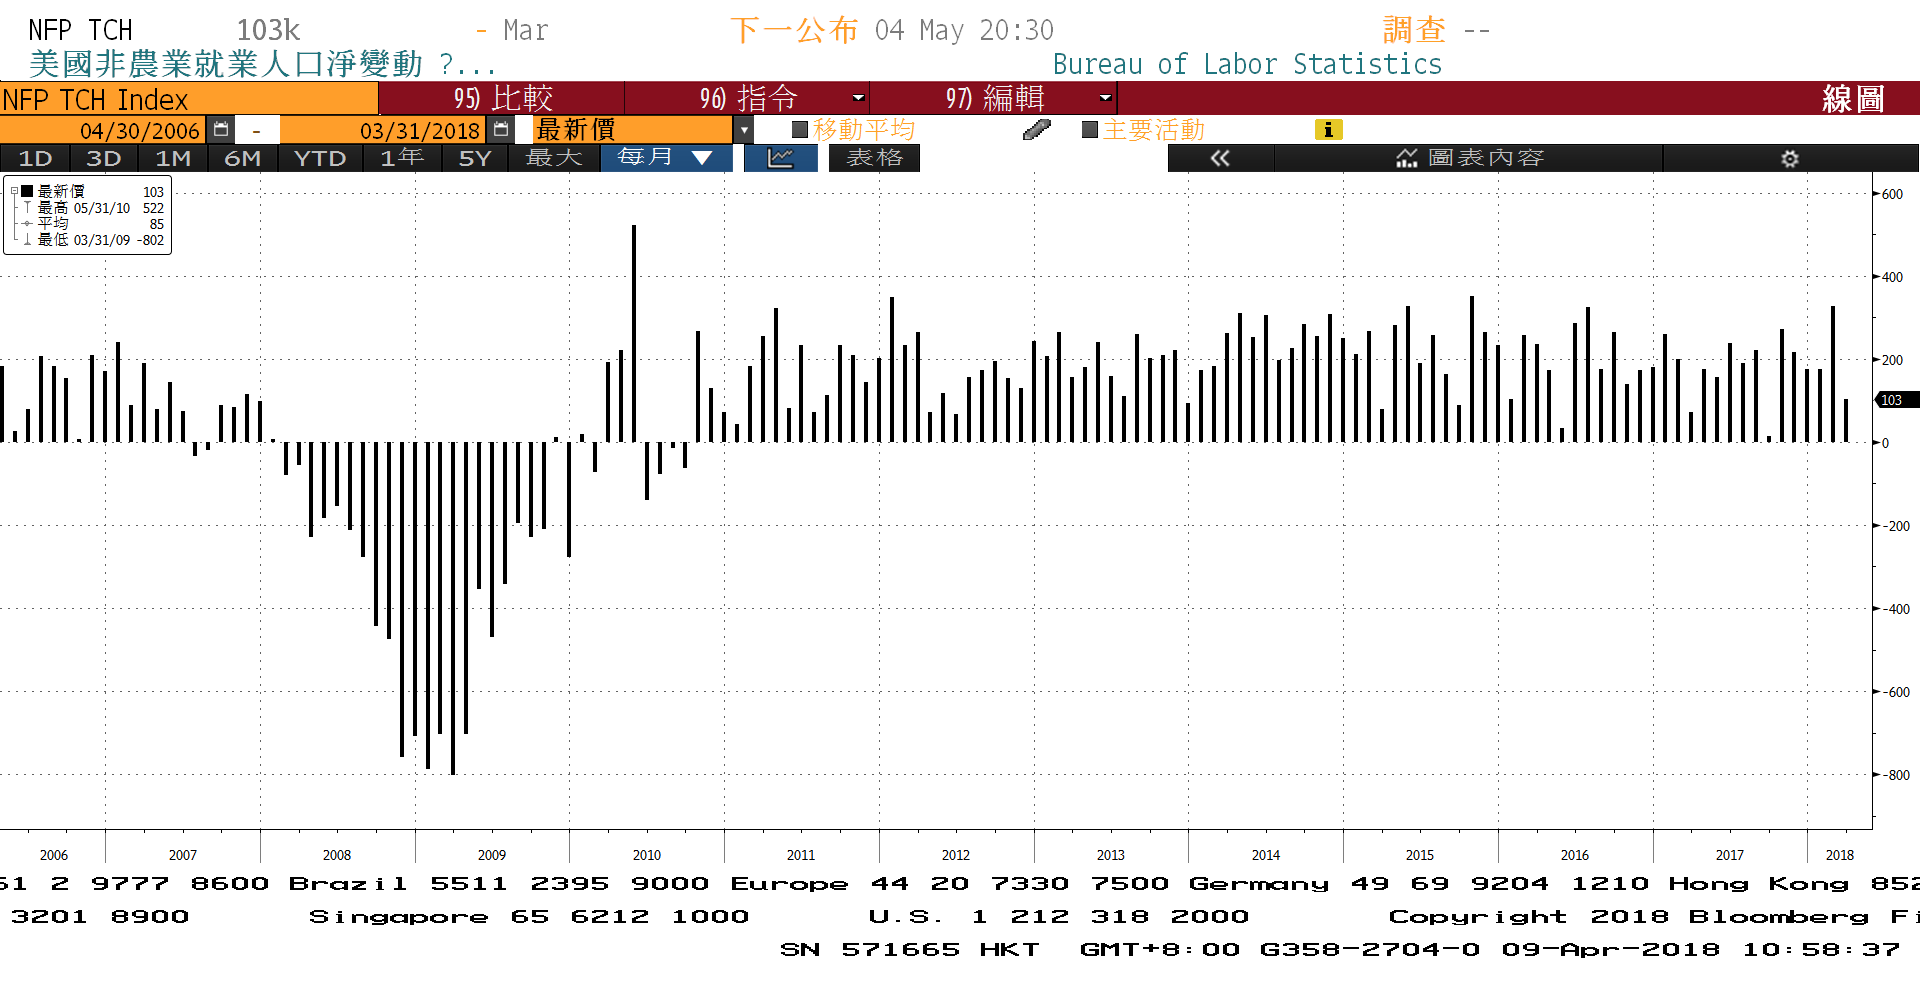 NFP TCH 103k - Mar 下一公布 04 May 20:30 調查 --
美國非農業就業人口淨變動 ?... Bureau of Labor Statistics
NFP TCH Index 95) 比較 96) 指令 97) 編輯 線圖
04/30/2006 - 03/31/2018 最新價 移動平均 主要活動 i
1D 3D 1M 6M YTD 1年 5Y 最大 每月 ▼ 表格 « 圖表內容
最新價 103
最高 05/31/10 522
平均 85
最低 03/31/09 -802
600
400
200
103
0
-200
-400
-600
-800
2006 2007 2008 2009 2010 2011 2012 2013 2014 2015 2016 2017 2018
61 2 9777 8600 Brazil 5511 2395 9000 Europe 44 20 7330 7500 Germany 49 69 9204 1210 Hong Kong 852
3201 8900 Singapore 65 6212 1000 U.S. 1 212 318 2000 Copyright 2018 Bloomberg Fi
SN 571665 HKT GMT+8:00 G358-2704-0 09-Apr-2018 10:58:37